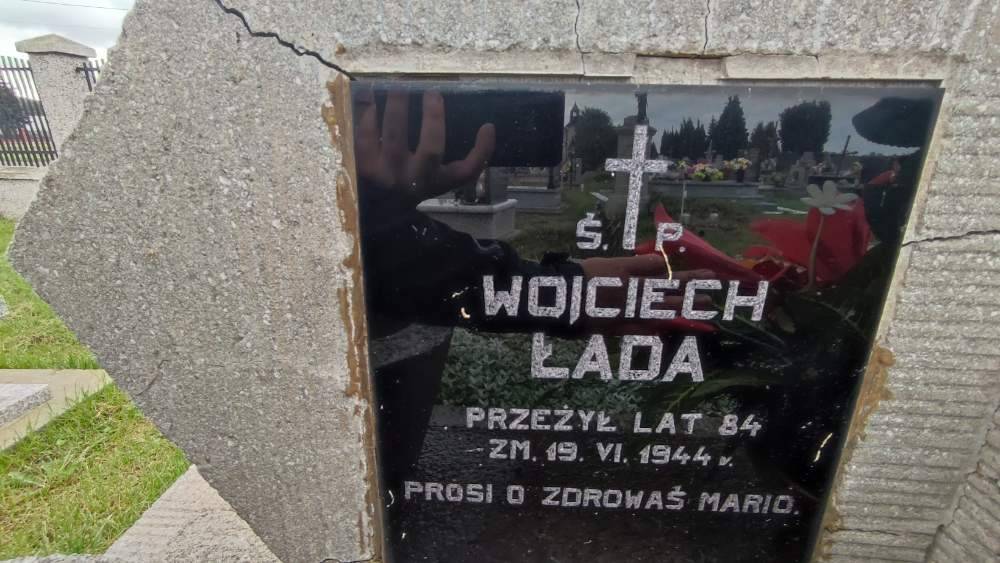 Ś. P.
WOJCIECH
ŁADA
PRZEŻYŁ LAT 84
ZM. 19. VI. 1944 r.
PROSI O ZDROWAŚ MARIO.